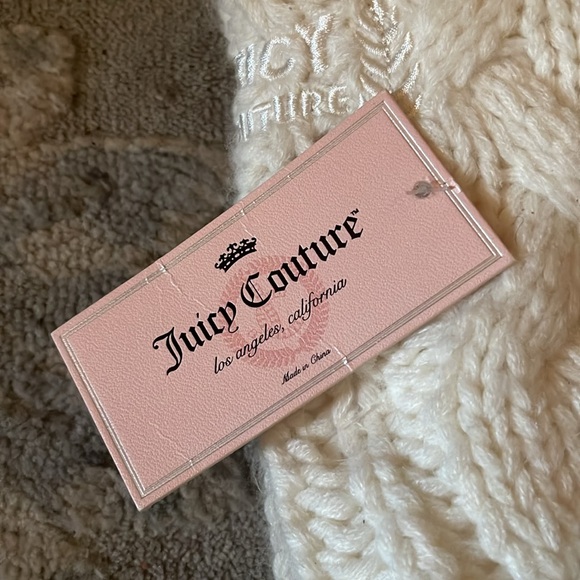 Juicy Couture™
los angeles, california
Made in China